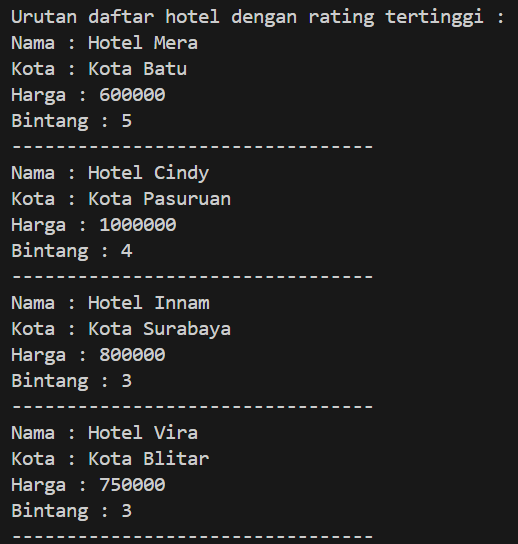 Urutan daftar hotel dengan rating tertinggi :
Nama : Hotel Mera
Kota : Kota Batu
Harga : 600000
Bintang : 5
---------------------------------
Nama : Hotel Cindy
Kota : Kota Pasuruan
Harga : 1000000
Bintang : 4
---------------------------------
Nama : Hotel Innam
Kota : Kota Surabaya
Harga : 800000
Bintang : 3
---------------------------------
Nama : Hotel Vira
Kota : Kota Blitar
Harga : 750000
Bintang : 3
---------------------------------